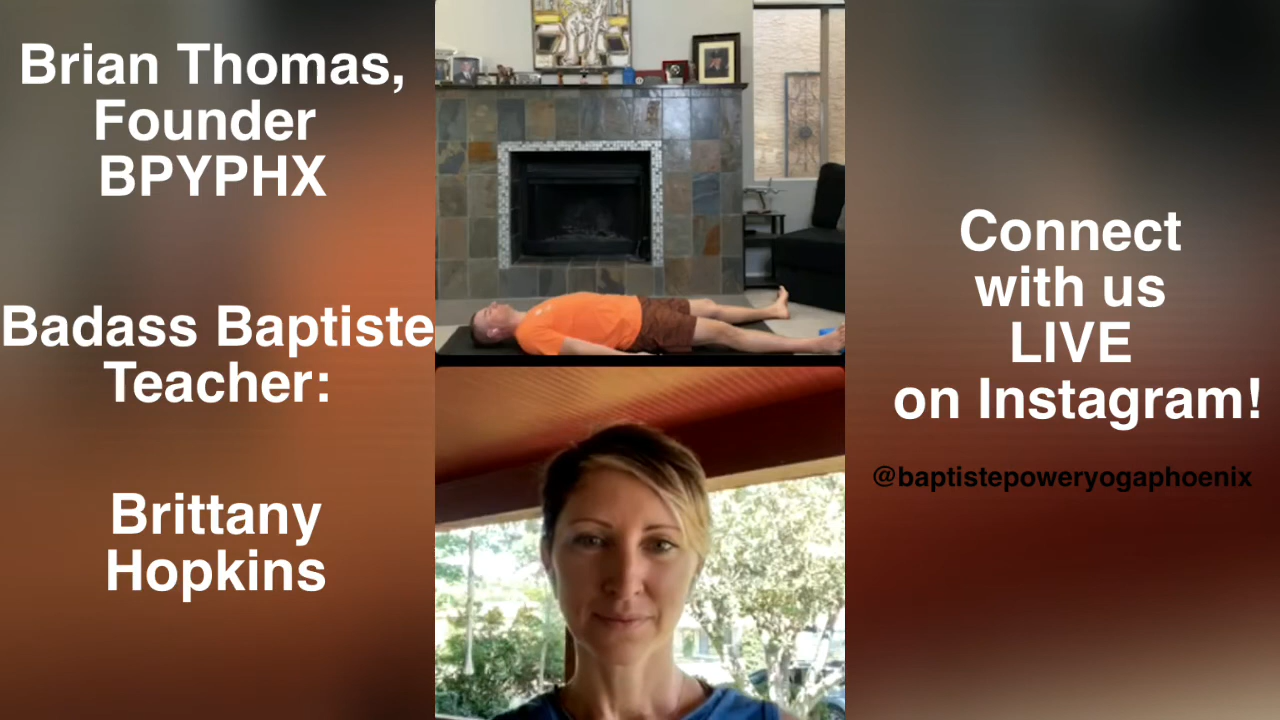 Brian Thomas,
Founder
BPYPHX
Badass Baptiste
Teacher:
Brittany
Hopkins
Connect
with us
LIVE
on Instagram!
@baptistepoweryogaphoenix